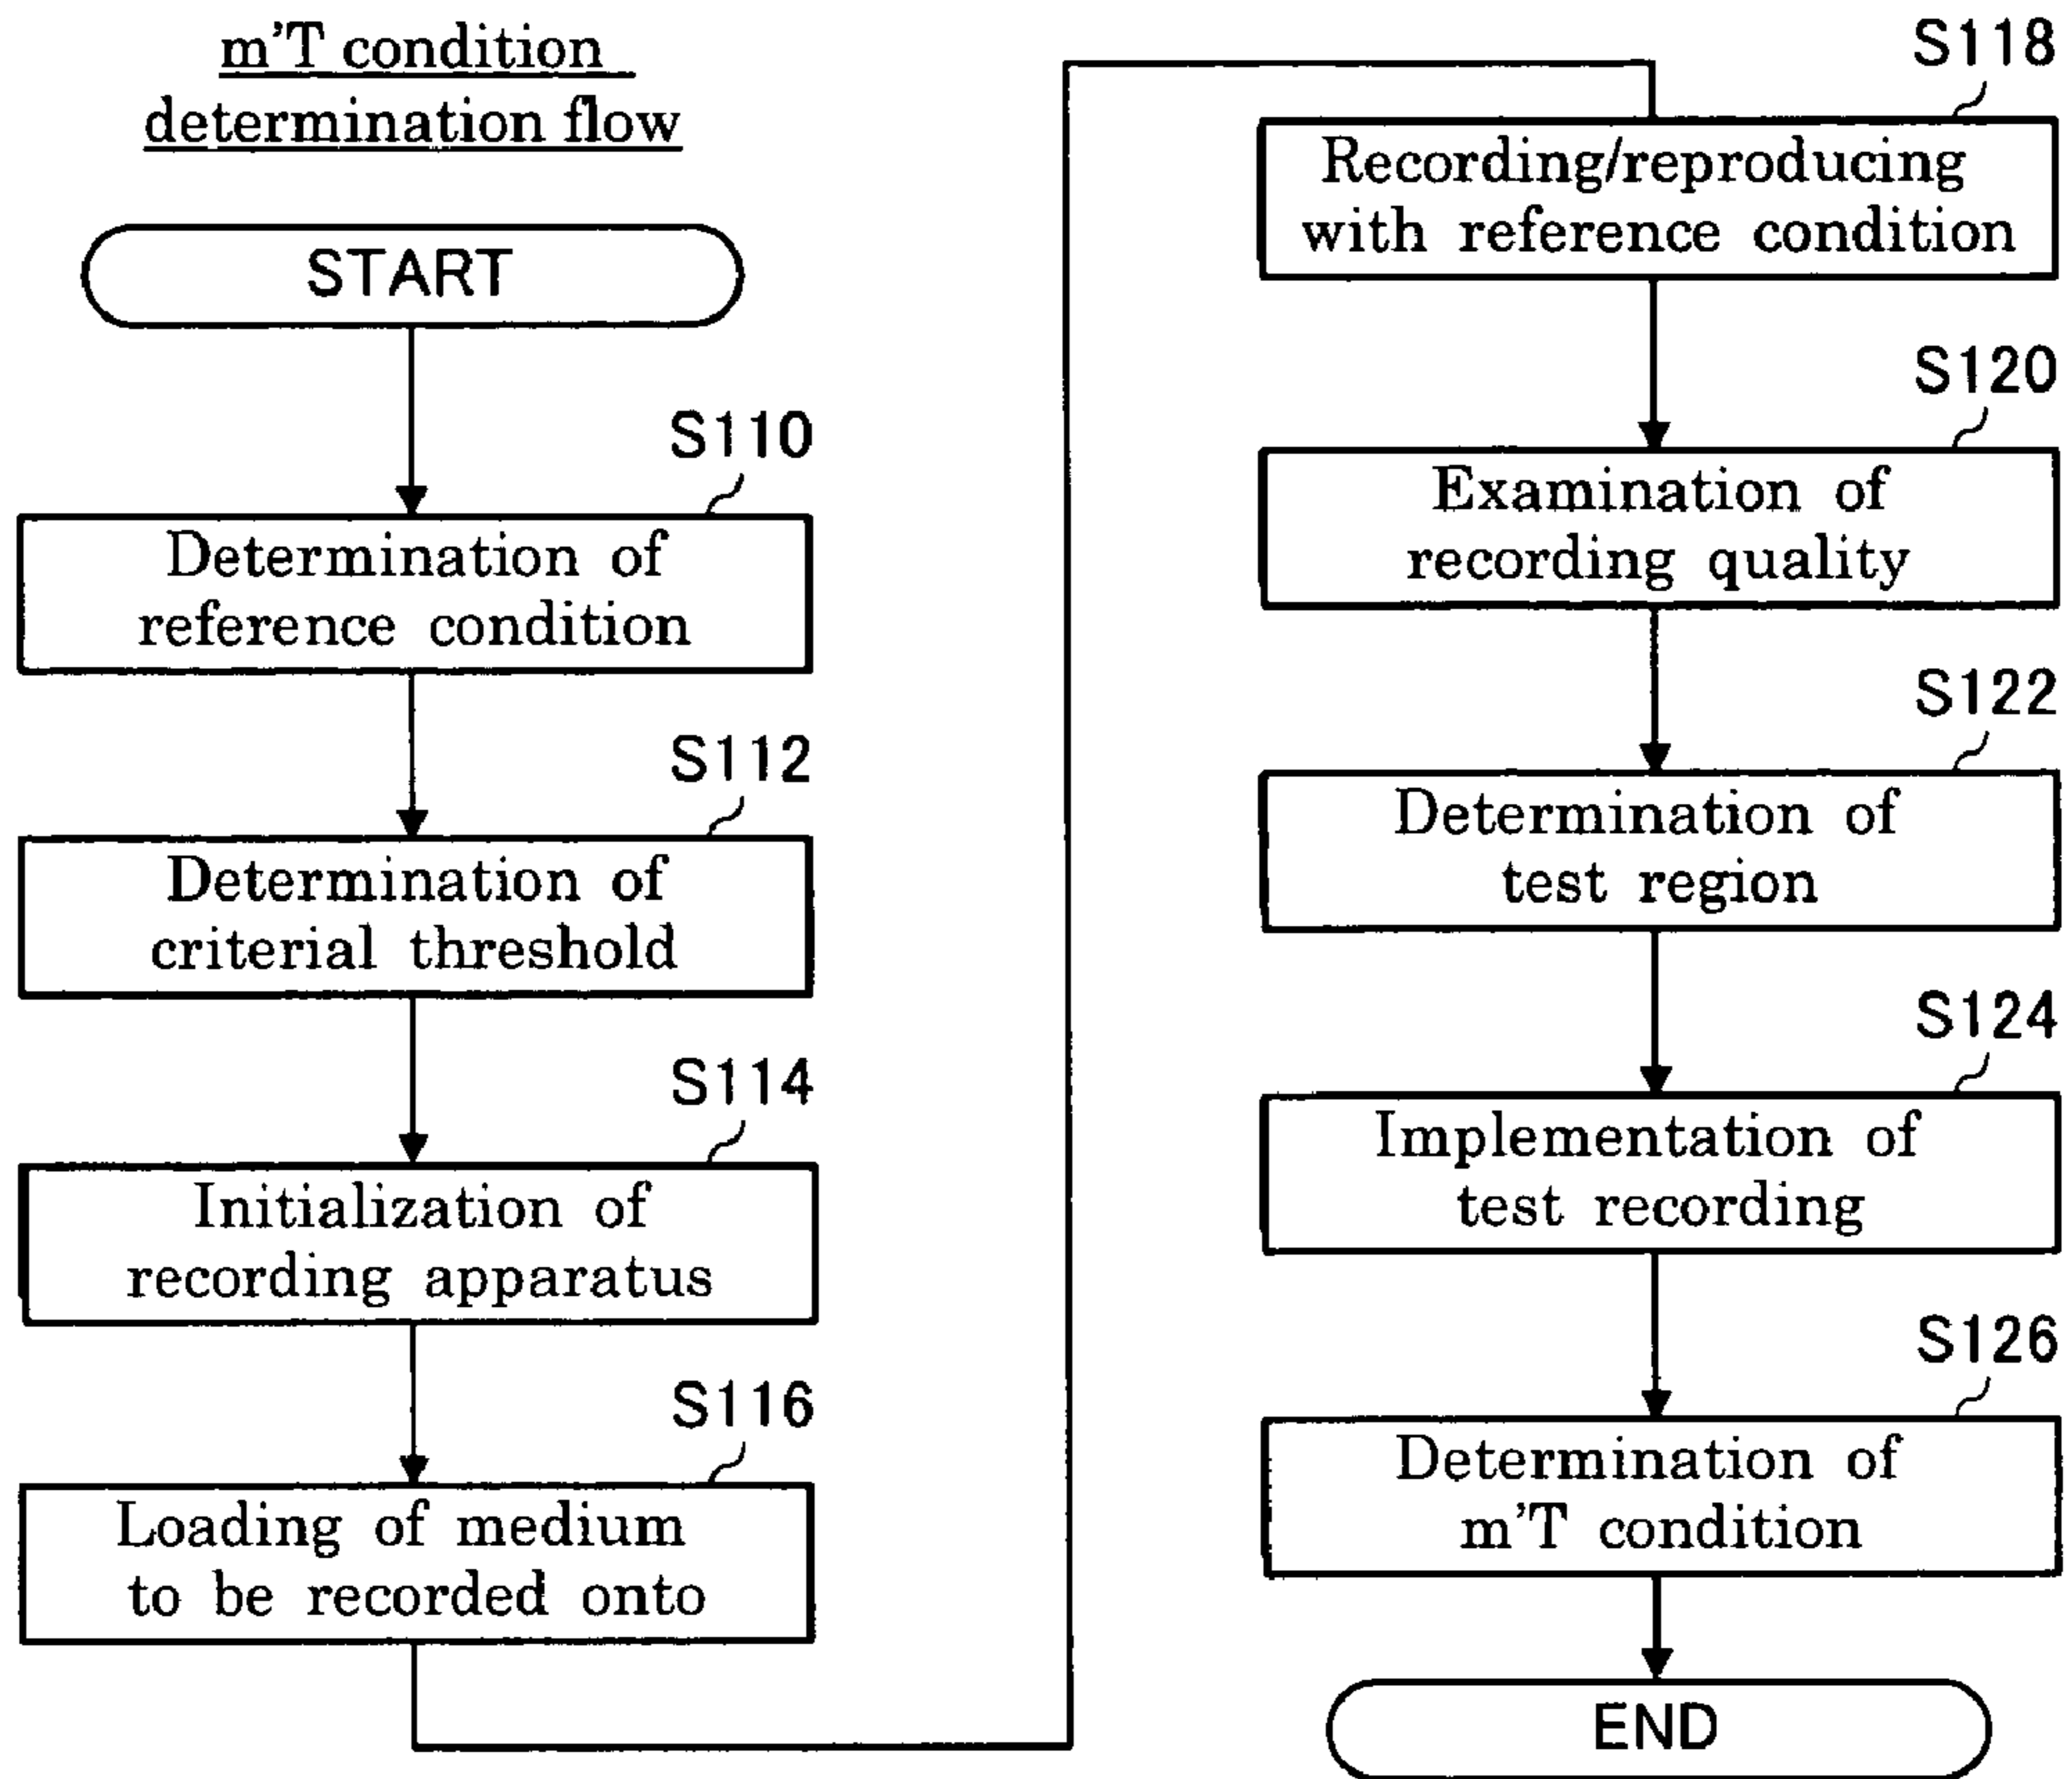 m’T condition
determination flow
START
S110
Determination of
reference condition
S112
Determination of
criterial threshold
S114
Initialization of
recording apparatus
S116
Loading of medium
to be recorded onto
S118
Recording/reproducing
with reference condition
S120
Examination of
recording quality
S122
Determination of
test region
S124
Implementation of
test recording
S126
Determination of
m’T condition
END